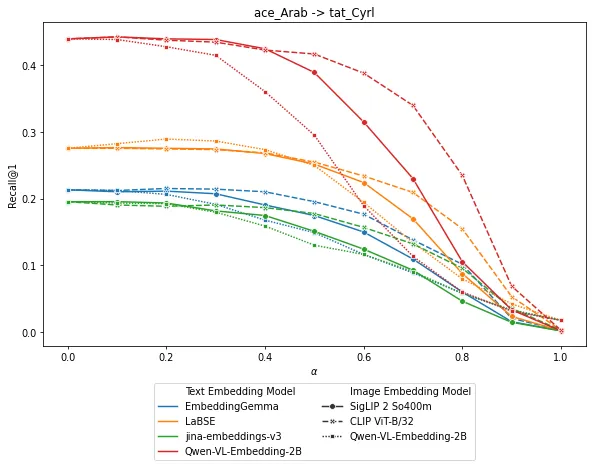 ace_Arab -> tat_Cyrl
Recall@1
0.4
0.3
0.2
0.1
0.0
0.0 0.2 0.4 0.6 0.8 1.0
α
Text Embedding Model
EmbeddingGemma
LaBSE
jina-embeddings-v3
Qwen-VL-Embedding-2B
Image Embedding Model
SigLIP 2 So400m
CLIP ViT-B/32
Qwen-VL-Embedding-2B